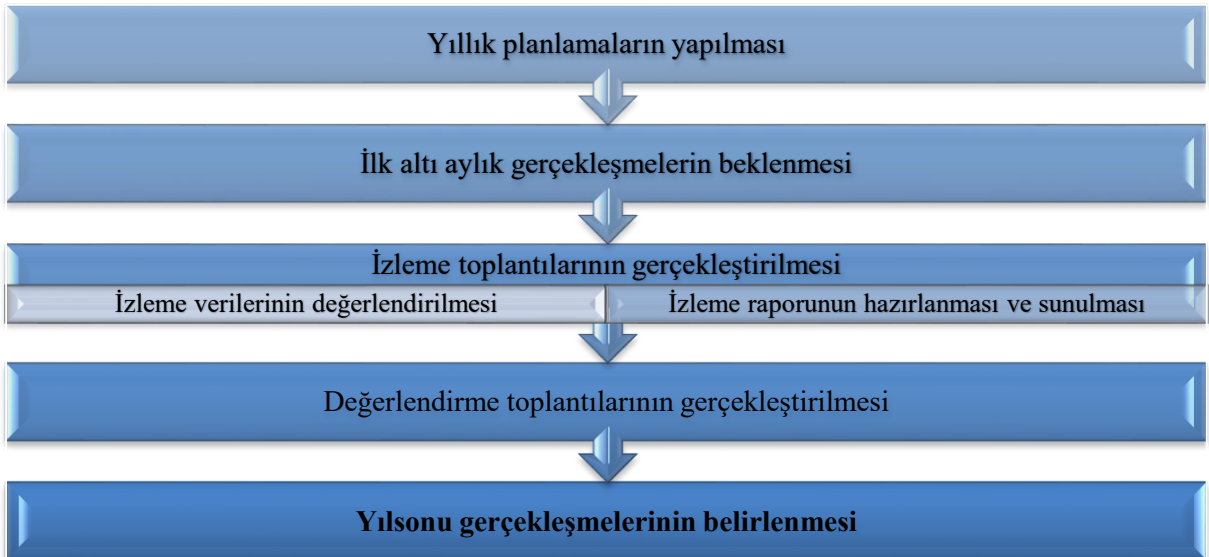 Yıllık planlamaların yapılması
İlk altı aylık gerçekleşmelerin beklenmesi
İzleme toplantılarının gerçekleştirilmesi
İzleme verilerinin değerlendirilmesi
İzleme raporunun hazırlanması ve sunulması
Değerlendirme toplantılarının gerçekleştirilmesi
Yılsonu gerçekleşmelerinin belirlenmesi